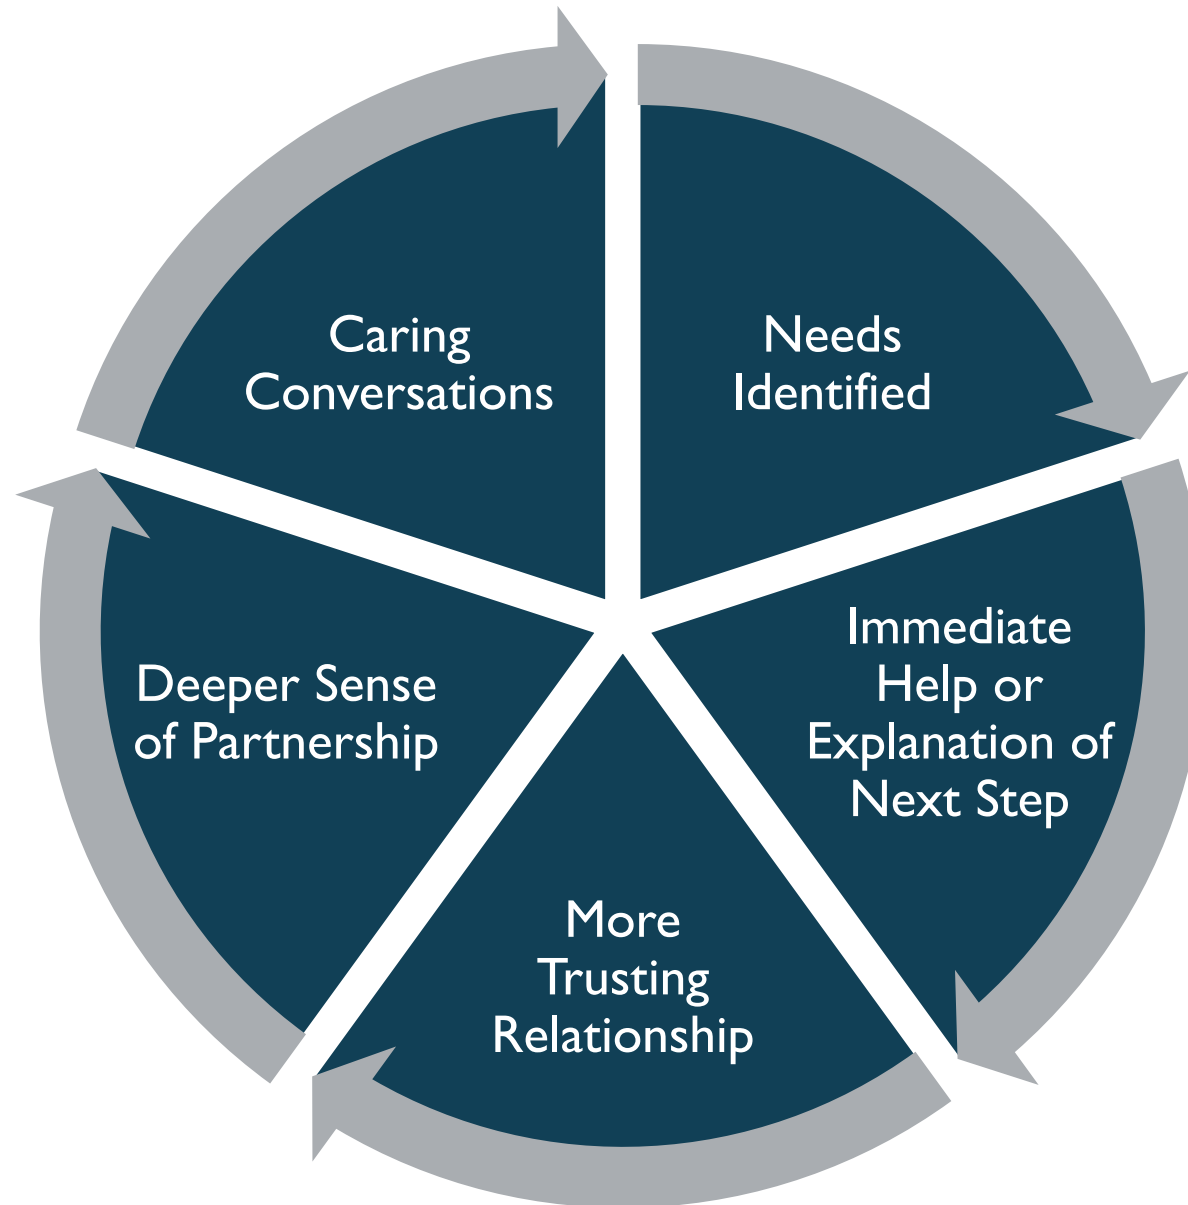 Caring
Conversations
Needs
Identified
Immediate
Help or
Explanation of
Next Step
More
Trusting
Relationship
Deeper Sense
of Partnership